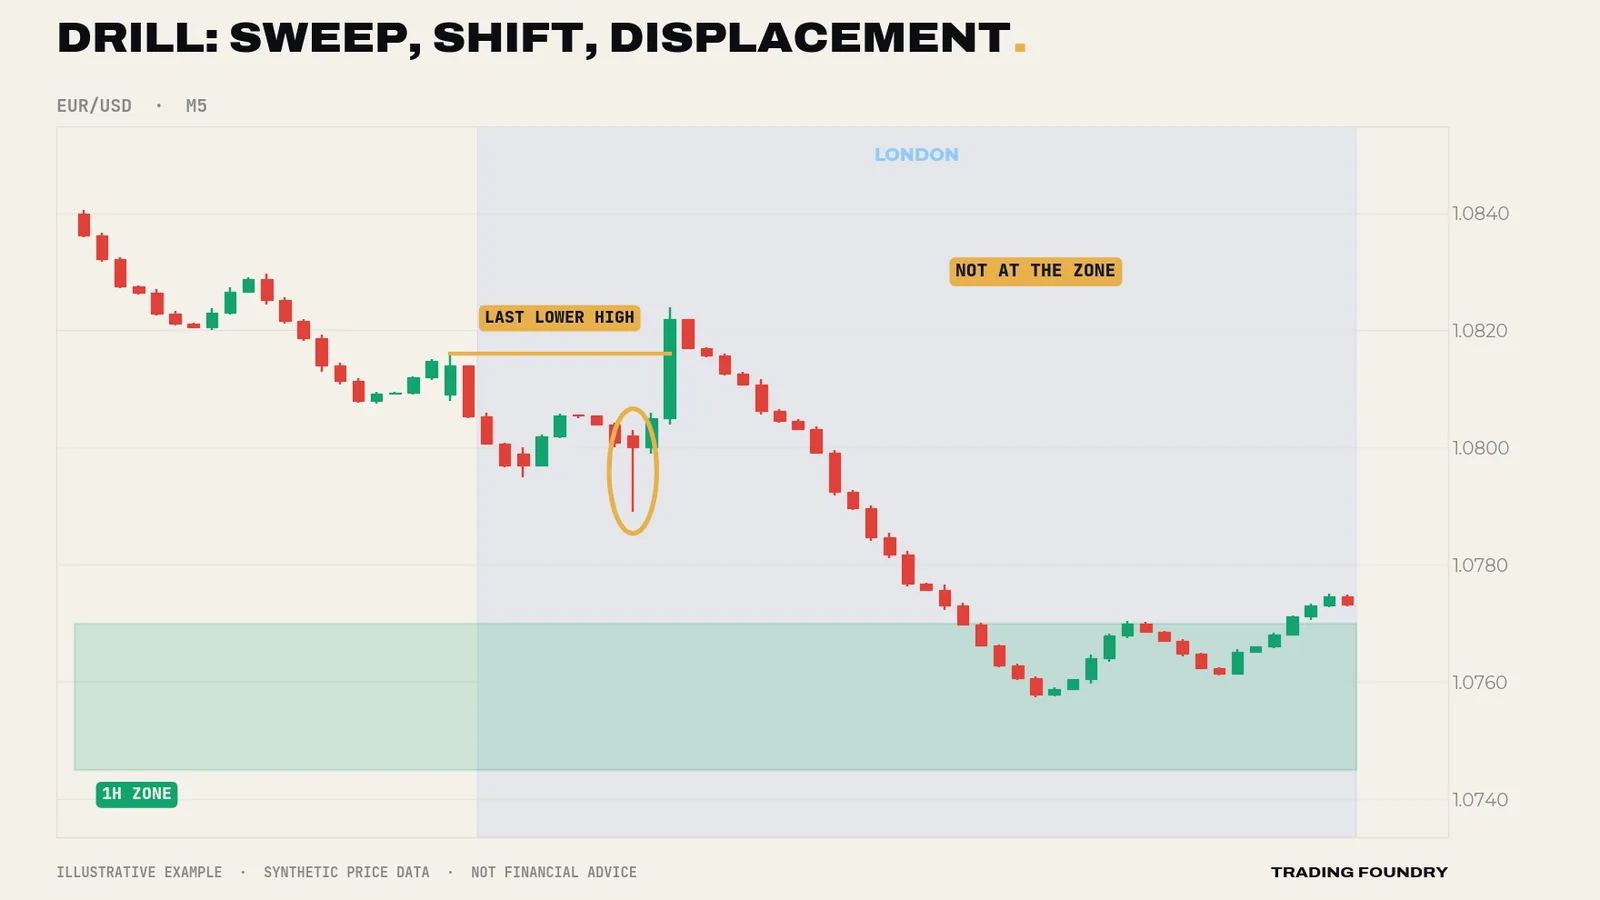 DRILL: SWEEP, SHIFT, DISPLACEMENT.
EUR/USD · M5
LONDON
1.0840
NOT AT THE ZONE
LAST LOWER HIGH
1.0820
1.0800
1.0780
1.0760
1H ZONE
1.0740
ILLUSTRATIVE EXAMPLE · SYNTHETIC PRICE DATA · NOT FINANCIAL ADVICE
TRADING FOUNDRY